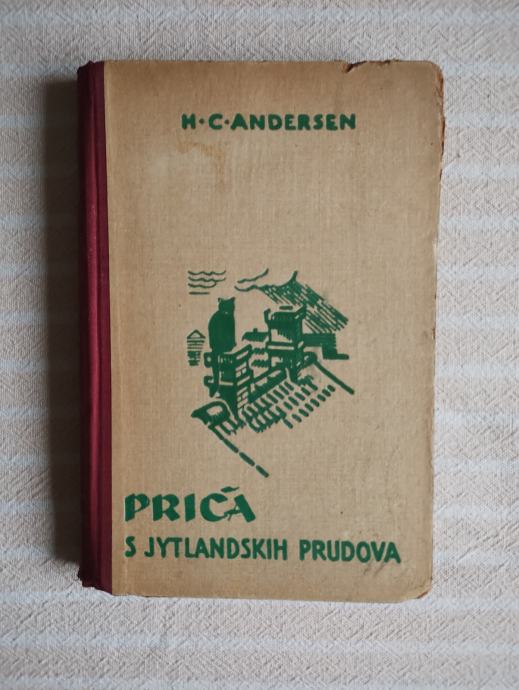 H·C·ANDERSEN
PRIČA
S JYTLANDSKIH PRUDOVA